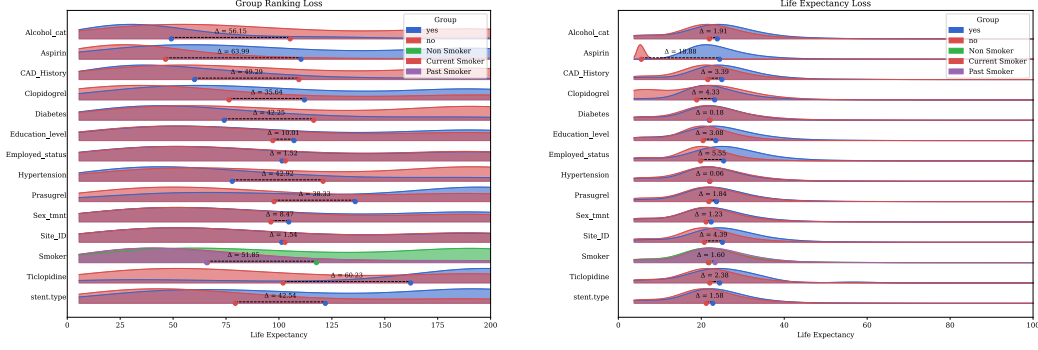 Group Ranking Loss
Alcohol_cat
Aspirin
CAD_History
Clopidogrel
Diabetes
Education_level
Employed_status
Hypertension
Prasugrel
Sex_tmnt
Site_ID
Smoker
Ticlopidine
stent.type
Δ = 56.15
Δ = 63.99
Δ = 49.29
Δ = 35.64
Δ = 42.25
Δ = 10.01
Δ = 1.52
Δ = 42.92
Δ = 38.33
Δ = 8.47
Δ = 1.54
Δ = 51.85
Δ = 60.23
Δ = 42.54
Group
yes
no
Non Smoker
Current Smoker
Past Smoker
0 25 50 75 100 125 150 175 200
Life Expectancy
Life Expectancy Loss
Alcohol_cat
Aspirin
CAD_History
Clopidogrel
Diabetes
Education_level
Employed_status
Hypertension
Prasugrel
Sex_tmnt
Site_ID
Smoker
Ticlopidine
stent.type
Δ = 1.91
Δ = 18.88
Δ = 3.39
Δ = 4.33
Δ = 0.18
Δ = 3.08
Δ = 5.55
Δ = 0.06
Δ = 1.84
Δ = 1.23
Δ = 4.39
Δ = 1.60
Δ = 2.38
Δ = 1.58
Group
yes
no
Non Smoker
Current Smoker
Past Smoker
0 20 40 60 80 100
Life Expectancy